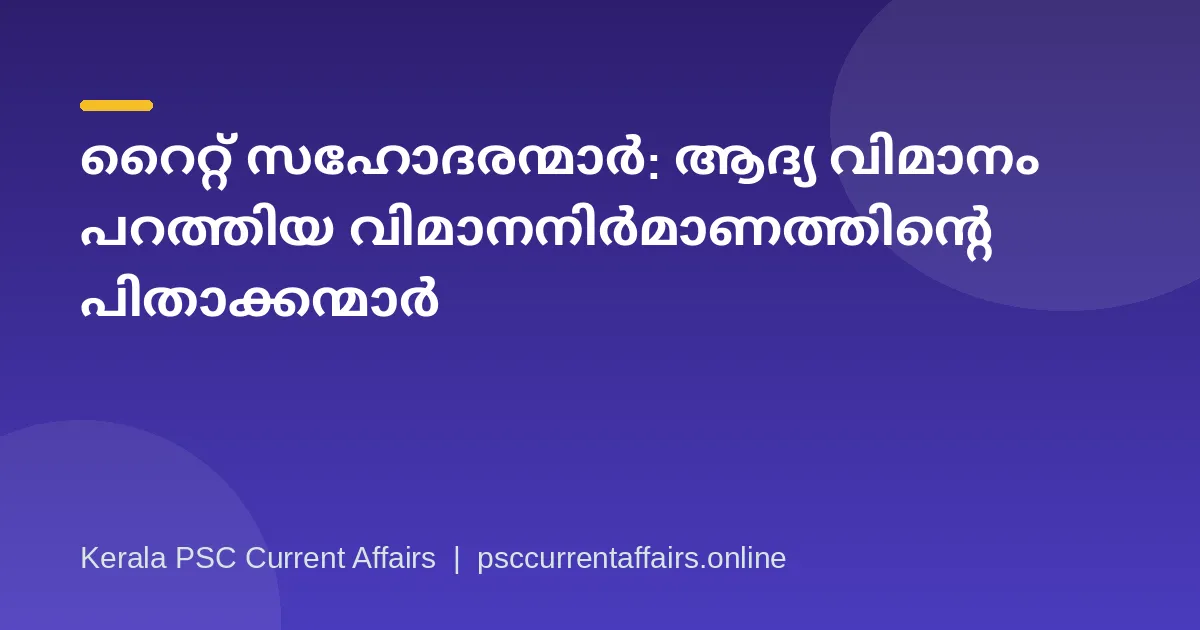 റൈറ്റ് സഹോദരന്മാർ: ആദ്യ വിമാനം
പറത്തിയ വിമാനനിർമാണത്തിന്റെ
പിതാക്കന്മാർ
Kerala PSC Current Affairs | psccurrentaffairs.online